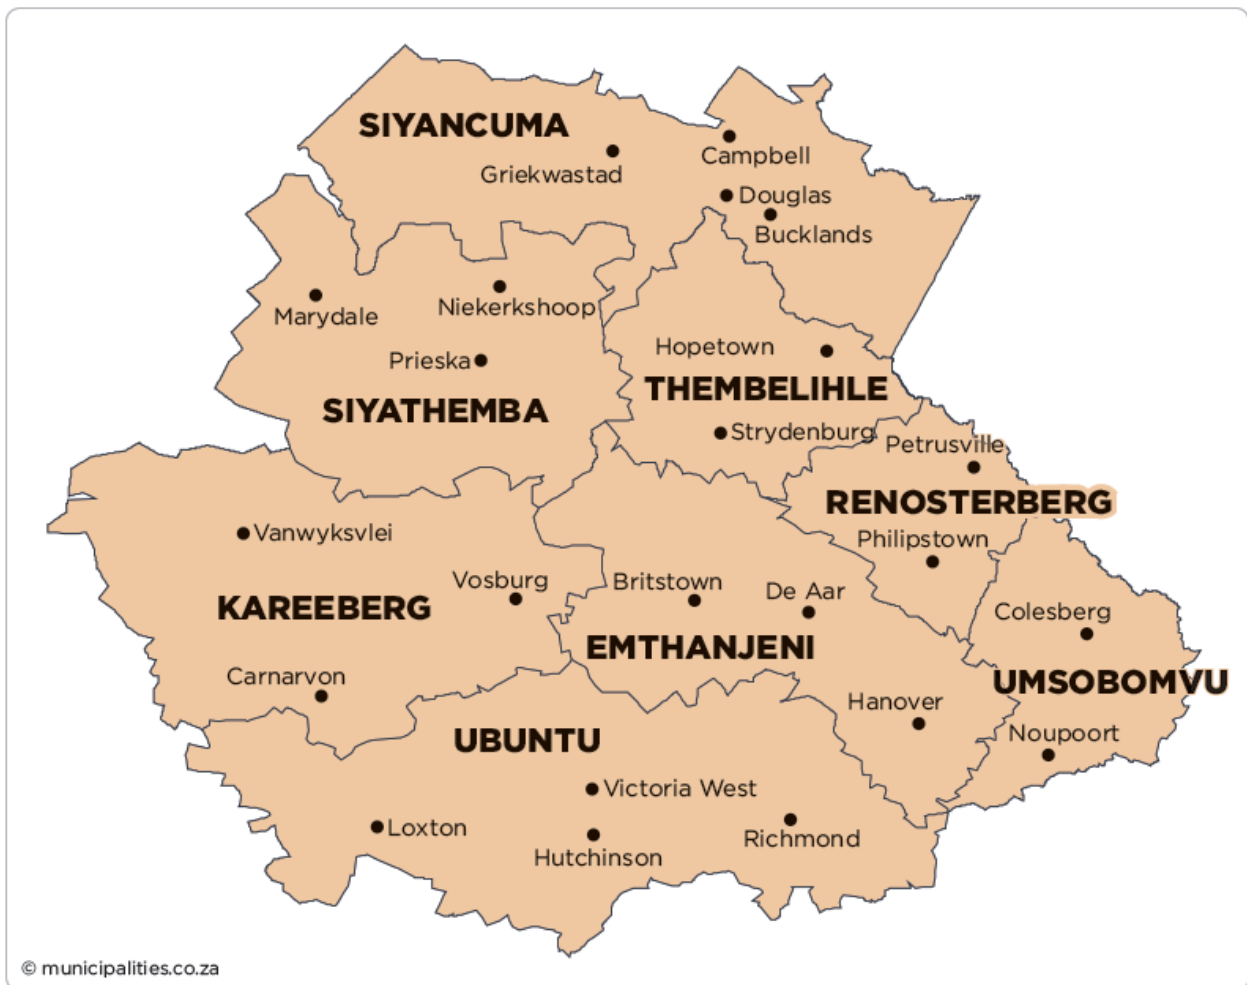 SIYANCUMA
Campbell
Griekwastad
Douglas
Bucklands
Marydale
Niekerkshoop
Prieska
SIYATHEMBA
Hopetown
THEMBELIHLE
Strydenburg
Petrusville
RENOSTERBERG
Philipstown
Vanwyksvlei
Vosburg
KAREEBERG
Carnarvon
Britstown
De Aar
EMTHANJENI
Hanover
Colesberg
UMSOBOMVU
Noupoort
UBUNTU
Victoria West
Loxton
Hutchinson
Richmond
© municipalities.co.za